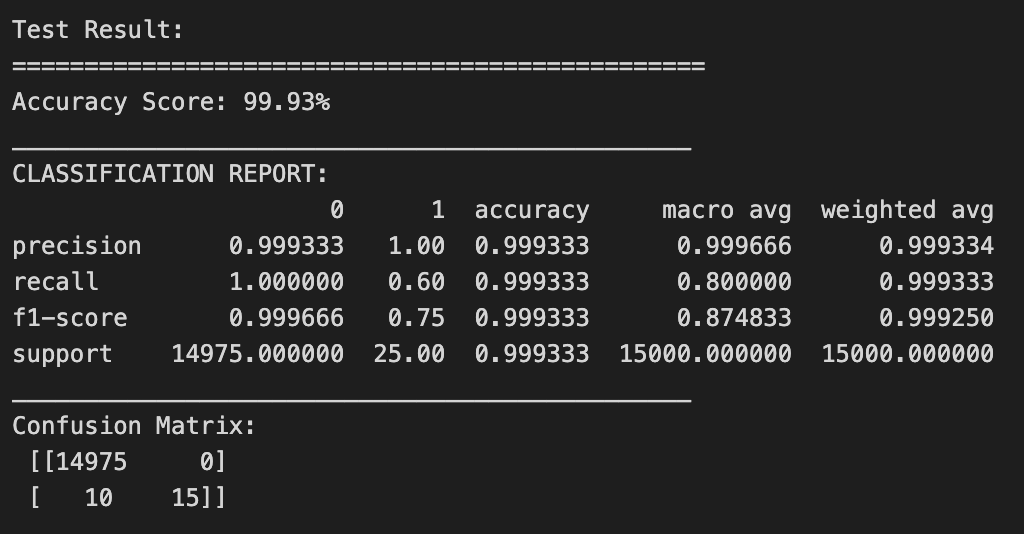 Test Result:
================================================
Accuracy Score: 99.93%
_______________________________________________
CLASSIFICATION REPORT:
                      0     1  accuracy     macro avg  weighted avg
precision      0.999333  1.00  0.999333      0.999666      0.999334
recall         1.000000  0.60  0.999333      0.800000      0.999333
f1-score       0.999666  0.75  0.999333      0.874833      0.999250
support    14975.000000 25.00  0.999333  15000.000000  15000.000000
_______________________________________________
Confusion Matrix:
 [[14975     0]
 [   10    15]]